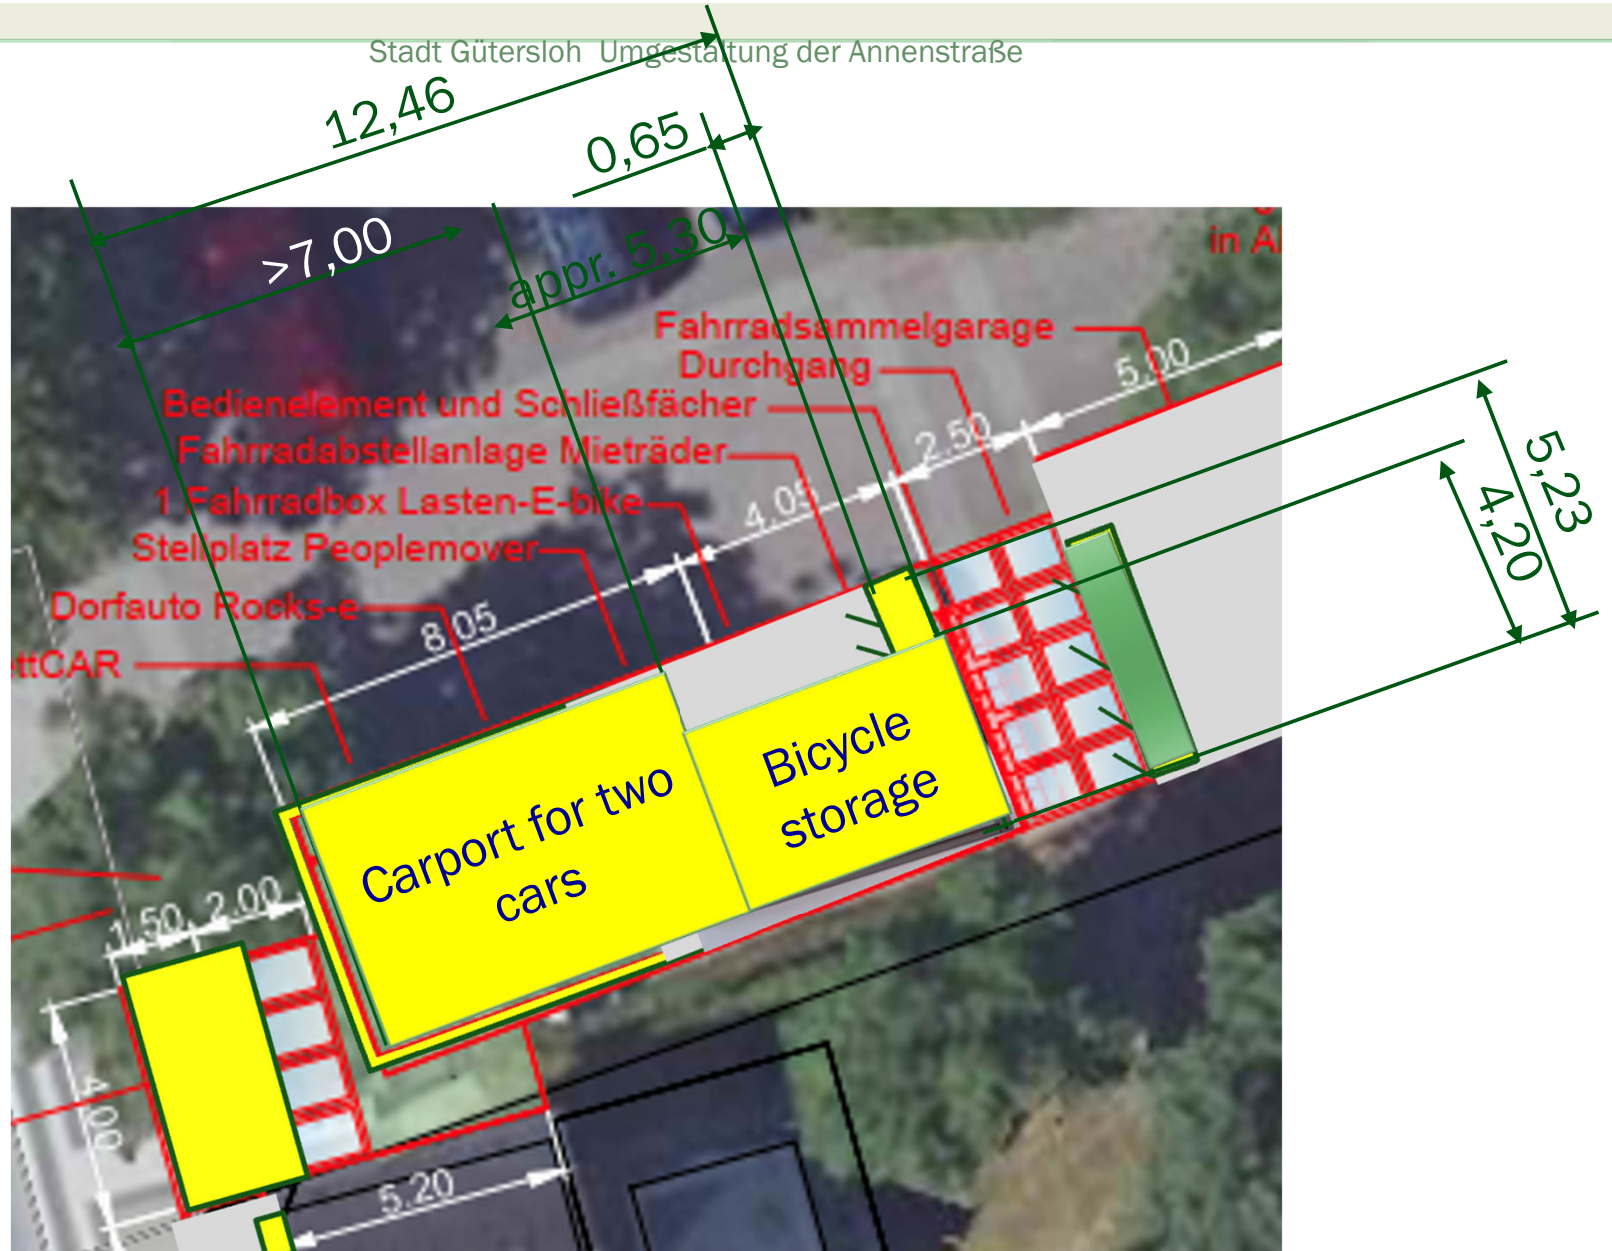 Stadt Gütersloh Umgestaltung der Annenstraße
12,46
0,65
>7,00
appr. 5,30
in A
Fahrradsammelgarage
5.00
Durchgang
Bedienelement und Schließfächer
2.50
Fahrradabstellanlage Mieträder
1 Fahrradbox Lasten-E-bike
4.05
Stellplatz Peoplemover
Dorfauto Rocks-e
8.05
ttCAR
5,23
4,20
Bicycle
storage
Carport for two
cars
1.50
2.00
4.00
5.20